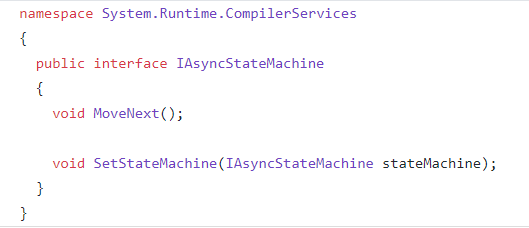 namespace System.Runtime.CompilerServices
{
  public interface IAsyncStateMachine
  {
    void MoveNext();

    void SetStateMachine(IAsyncStateMachine stateMachine);
  }
}